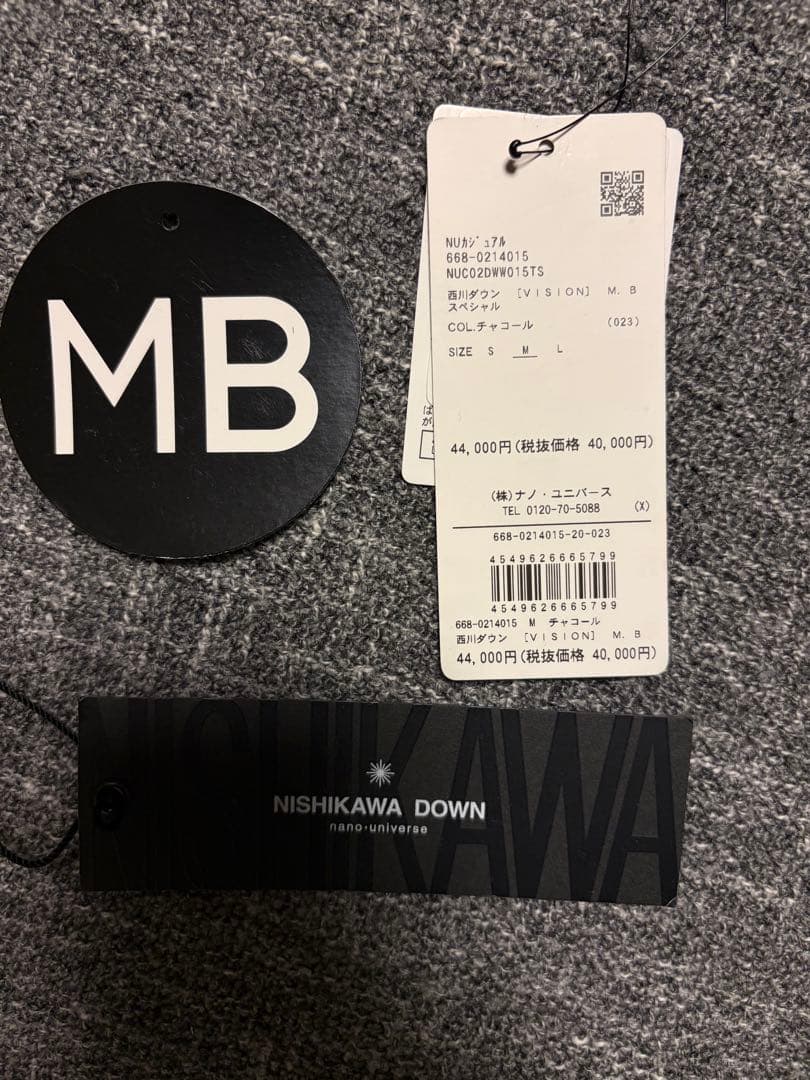 MB
NUカジュアル
668-0214015
NUC02DWW015TS
西川ダウン [VISION] M. B
スペシャル
COL.チャコール (023)
SIZE S M L
44,000円(税抜価格 40,000円)
(株)ナノ・ユニバース
TEL 0120-70-5088 (X)
668-0214015-20-023
4549626665799
4549626665799
668-0214015 M チャコール
西川ダウン [VISION] M. B
44,000円(税抜価格 40,000円)
ば
が
NISHIKAWA
NISHIKAWA DOWN
nano・universe